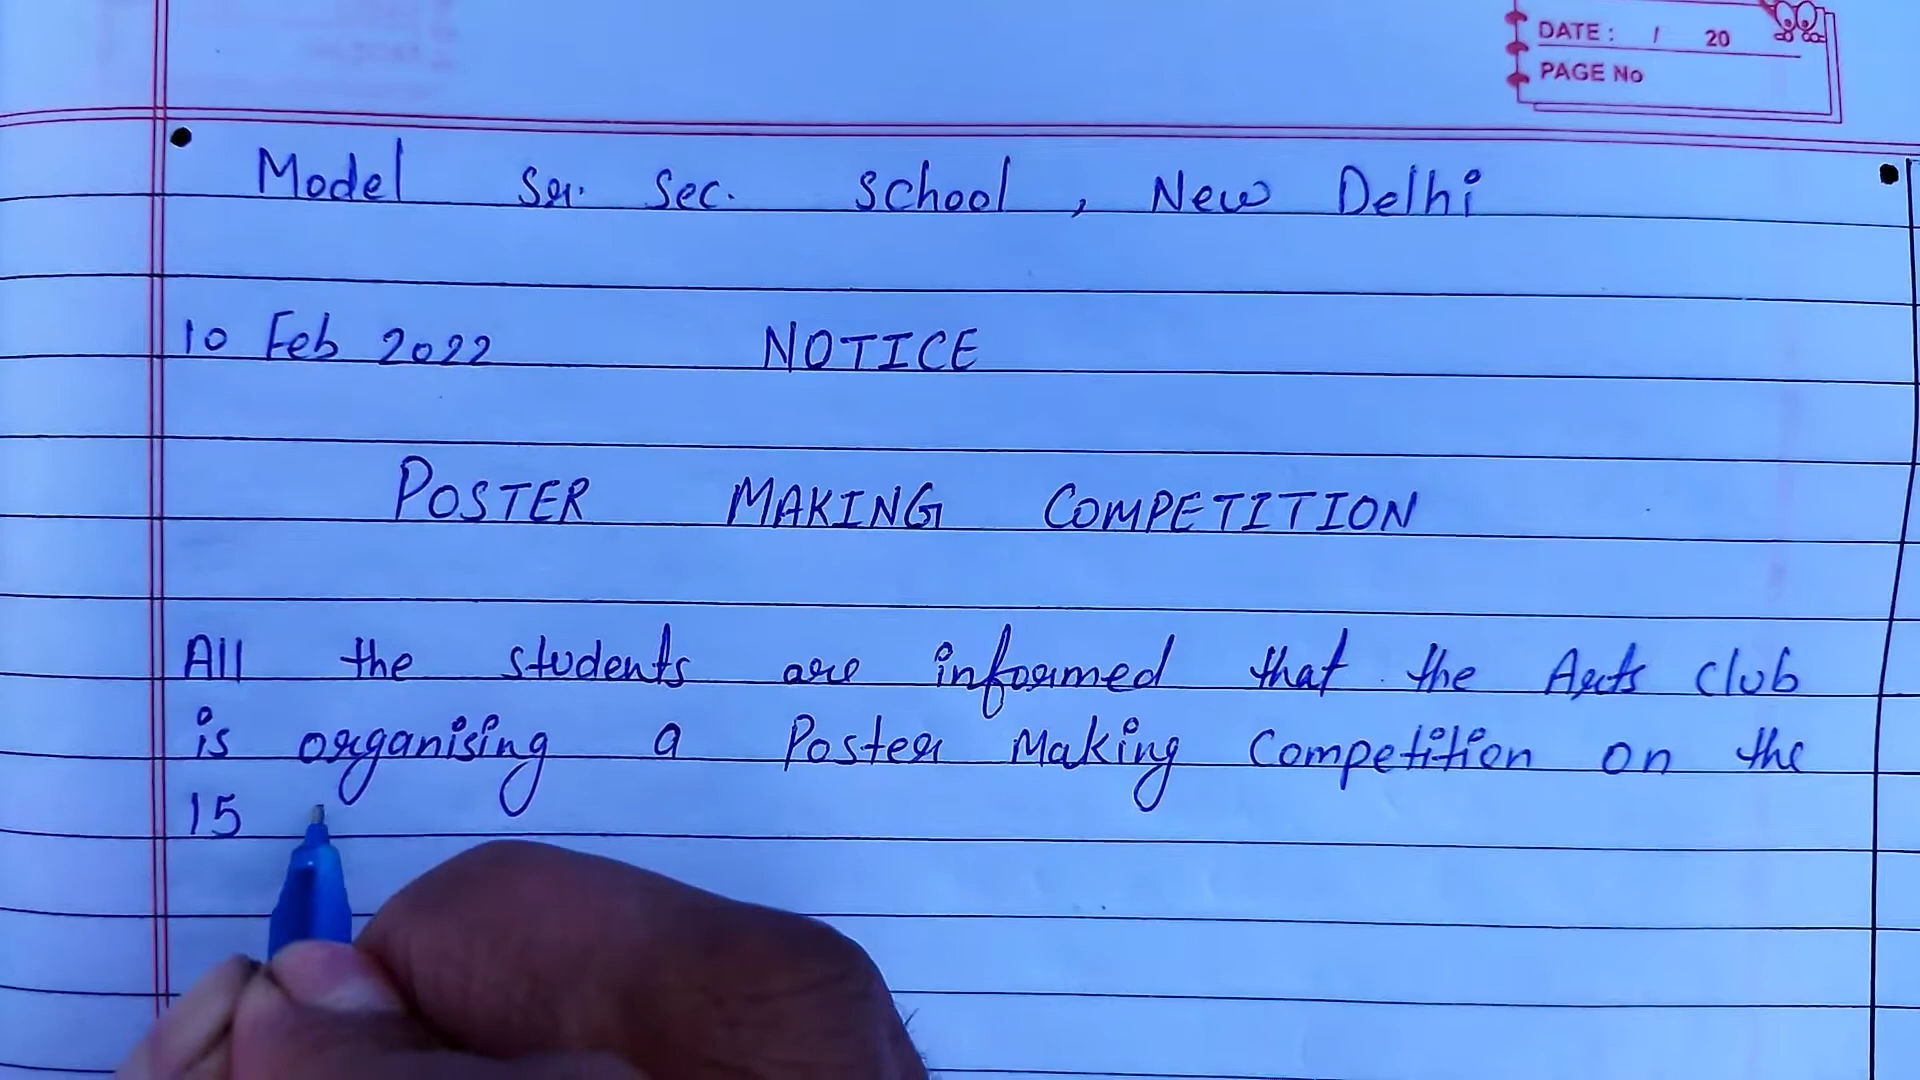 DATE : / 20
PAGE No
Model Sr. Sec. School, New Delhi
10 Feb 2022 NOTICE
POSTER MAKING COMPETITION
All the students are informed that the Arts club
is organising a Poster Making Competition on the
15